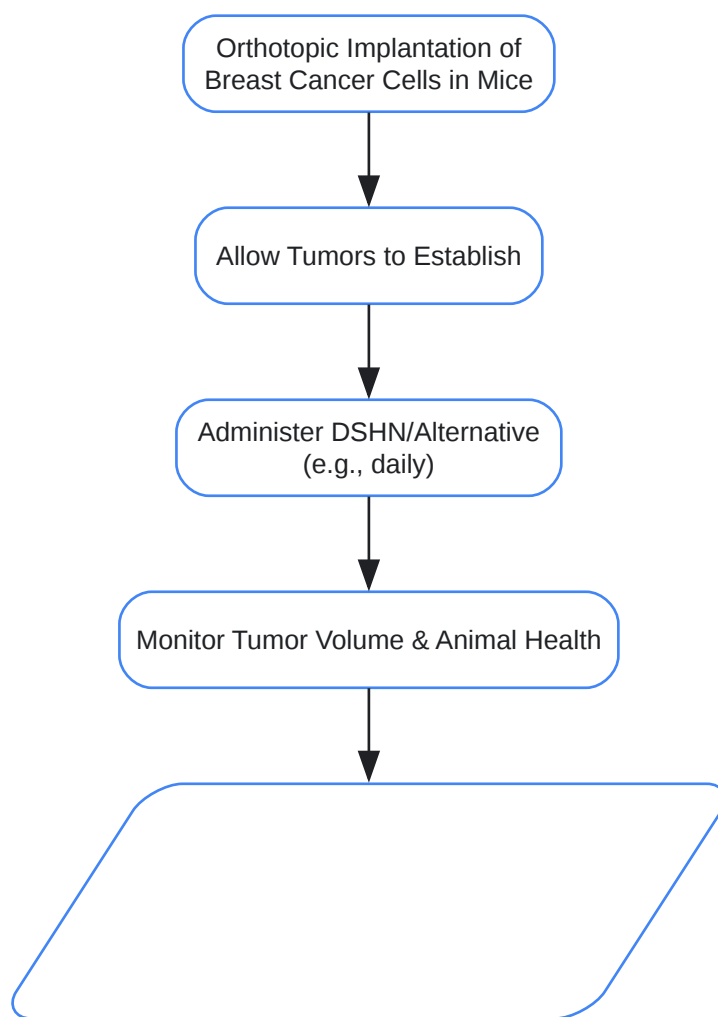 Orthotopic Implantation of
Breast Cancer Cells in Mice
Allow Tumors to Establish
Administer DSHN/Alternative
(e.g., daily)
Monitor Tumor Volume & Animal Health